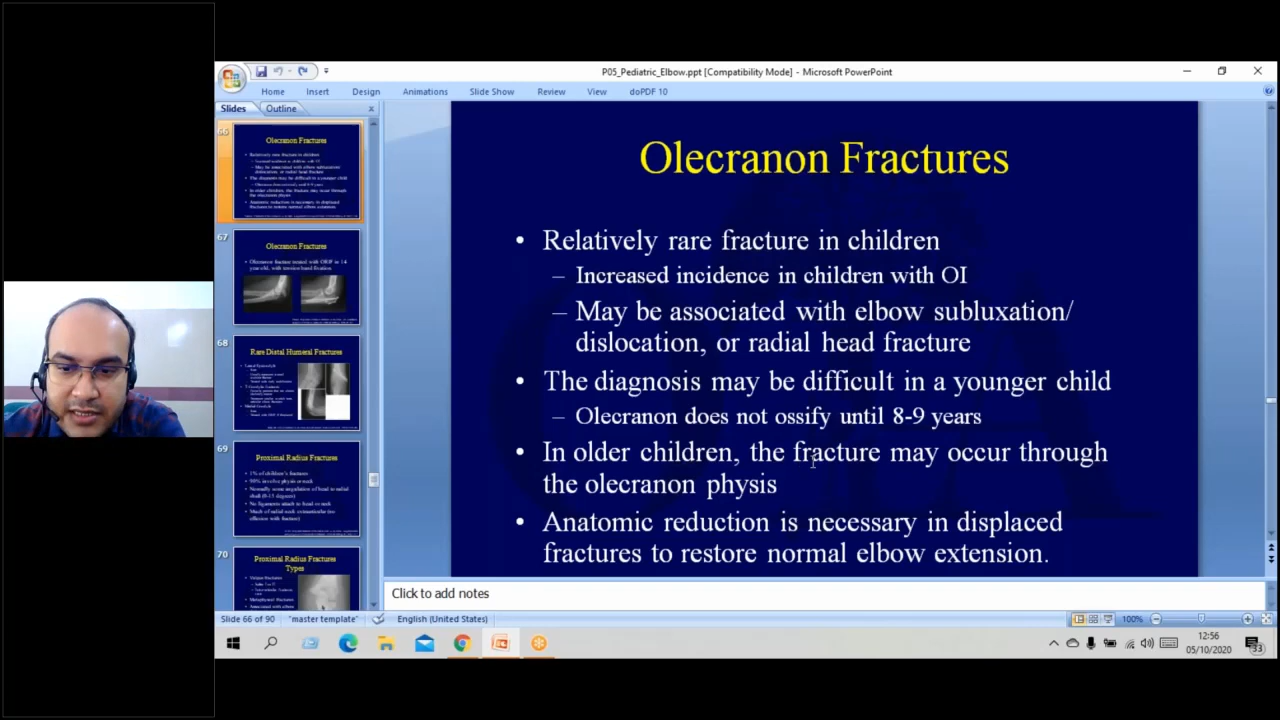 P05_Pediatric_Elbow.ppt [Compatibility Mode] - Microsoft PowerPoint
Home Insert Design Animations Slide Show Review View doPDF 10
Slides Outline
66
Olecranon Fractures
67
Olecranon Fractures
68
Rare Distal Humeral Fractures
69
Proximal Radius Fractures
70
Proximal Radius Fractures
Types
Olecranon Fractures
• Relatively rare fracture in children
– Increased incidence in children with OI
– May be associated with elbow subluxation/
dislocation, or radial head fracture
• The diagnosis may be difficult in a younger child
– Olecranon does not ossify until 8-9 years
• In older children, the fracture may occur through
the olecranon physis
• Anatomic reduction is necessary in displaced
fractures to restore normal elbow extension.
Click to add notes
Slide 66 of 90 "master template" English (United States) 100%
12:56
05/10/2020
33